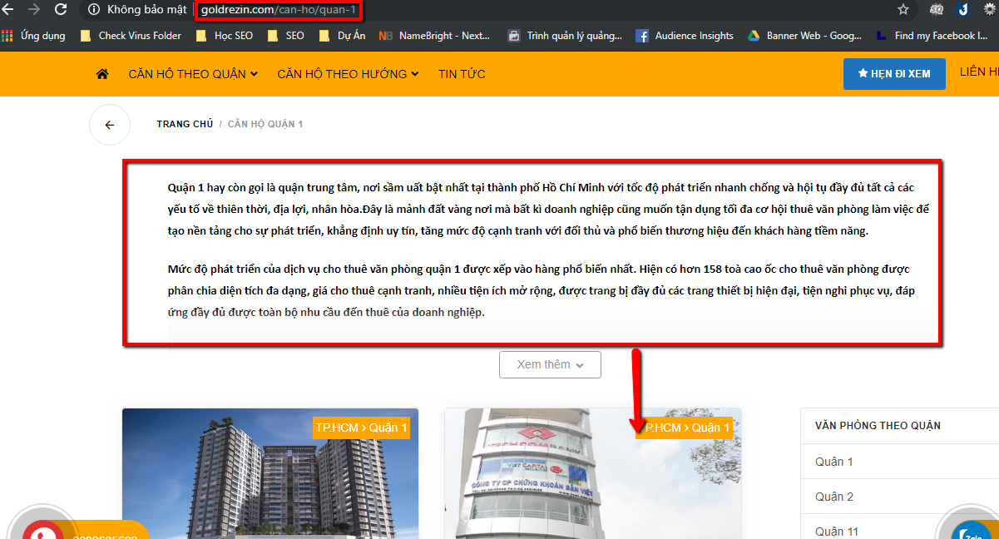 Không bảo mật
goldrezin.com/can-ho/quan-1
Ứng dụng
Check Virus Folder
Học SEO
SEO
Dự Án
NB NameBright - Next...
Trình quản lý quảng...
Audience Insights
Banner Web - Goog...
Find my Facebook I...
CĂN HỘ THEO QUẬN
CĂN HỘ THEO HƯỚNG
TIN TỨC
HẸN ĐI XEM
LIÊN H
TRANG CHỦ / CĂN HỘ QUẬN 1
Quận 1 hay còn gọi là quận trung tâm, nơi sầm uất bật nhất tại thành phố Hồ Chí Minh với tốc độ phát triển nhanh chống và hội tụ đầy đủ tất cả các
yếu tố về thiên thời, địa lợi, nhân hòa.Đây là mảnh đất vàng nơi mà bất kì doanh nghiệp cũng muốn tận dụng tối đa cơ hội thuê văn phòng làm việc để
tạo nền tảng cho sự phát triển, khẳng định uy tín, tăng mức độ cạnh tranh với đối thủ và phổ biến thương hiệu đến khách hàng tiềm năng.
Mức độ phát triển của dịch vụ cho thuê văn phòng quận 1 được xếp vào hàng phổ biến nhất. Hiện có hơn 158 toà cao ốc cho thuê văn phòng được
phân chia diện tích đa dạng, giá cho thuê cạnh tranh, nhiều tiện ích mở rộng, được trang bị đầy đủ các trang thiết bị hiện đại, tiện nghi phục vụ, đáp
ứng đầy đủ được toàn bộ nhu cầu đến thuê của doanh nghiệp.
Xem thêm
TP.HCM > Quận 1
P.HCM > Quận 1
TECHCOM
VIET CAPITAL
CÔNG TY CP CHỨNG KHOÁN BẢN VIỆT
VĂN PHÒNG THEO QUẬN
Quận 1
Quận 2
Quận 11
Zalo